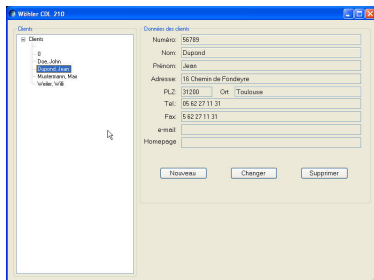 Wöhler CDL 210
Clients
Clients
0
Doe, John
Dupond, Jean
Mustermann, Max
Weiler, Willi
Données des clients
Numéro: 56789
Nom: Dupond
Prénom: Jean
Adresse: 16 Chemin de Fondeyre
PLZ: 31200 Ort Toulouse
Tel.: 05 62 27 11 31
Fax: 5 62 27 11 31
e-mail:
Homepage
Nouveau Changer Supprimer